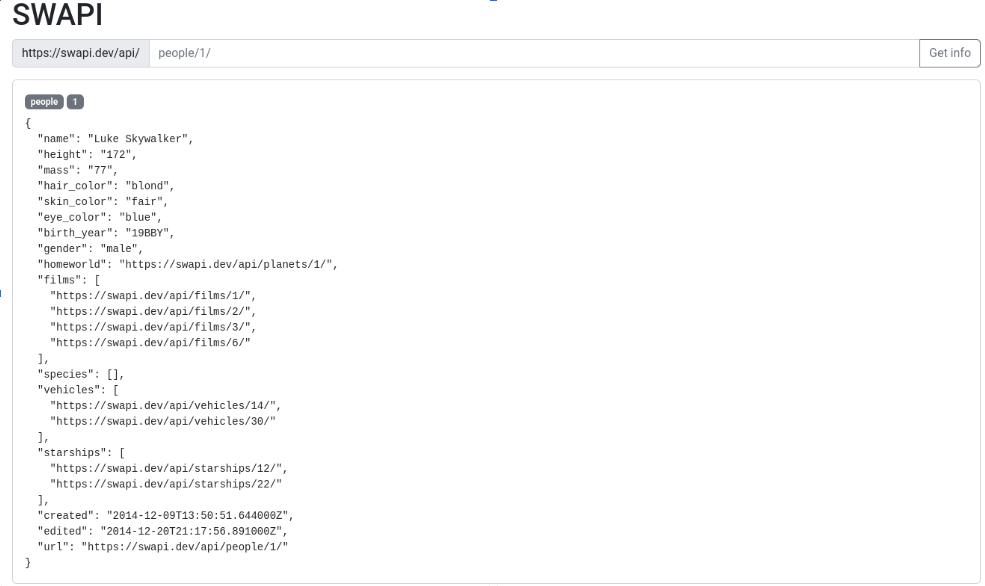 SWAPI
https://swapi.dev/api/ people/1/ Get info
people 1
{
  "name": "Luke Skywalker",
  "height": "172",
  "mass": "77",
  "hair_color": "blond",
  "skin_color": "fair",
  "eye_color": "blue",
  "birth_year": "19BBY",
  "gender": "male",
  "homeworld": "https://swapi.dev/api/planets/1/",
  "films": [
    "https://swapi.dev/api/films/1/",
    "https://swapi.dev/api/films/2/",
    "https://swapi.dev/api/films/3/",
    "https://swapi.dev/api/films/6/"
  ],
  "species": [],
  "vehicles": [
    "https://swapi.dev/api/vehicles/14/",
    "https://swapi.dev/api/vehicles/30/"
  ],
  "starships": [
    "https://swapi.dev/api/starships/12/",
    "https://swapi.dev/api/starships/22/"
  ],
  "created": "2014-12-09T13:50:51.644000Z",
  "edited": "2014-12-20T21:17:56.891000Z",
  "url": "https://swapi.dev/api/people/1/"
}